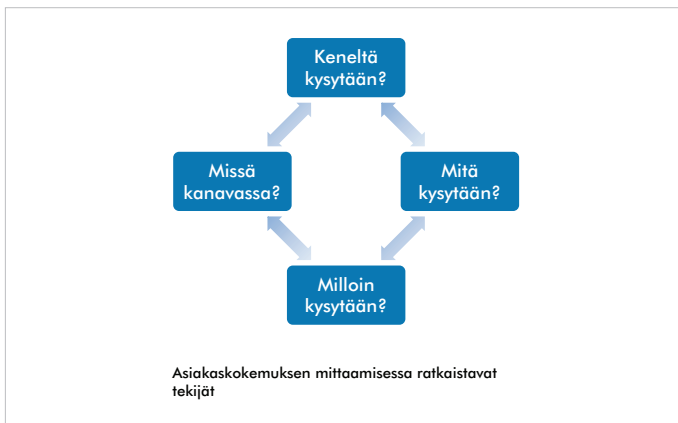 Keneltä
kysytään?
Missä
kanavassa?
Mitä
kysytään?
Milloin
kysytään?
Asiakaskokemuksen mittaamisessa ratkaistavat
tekijät